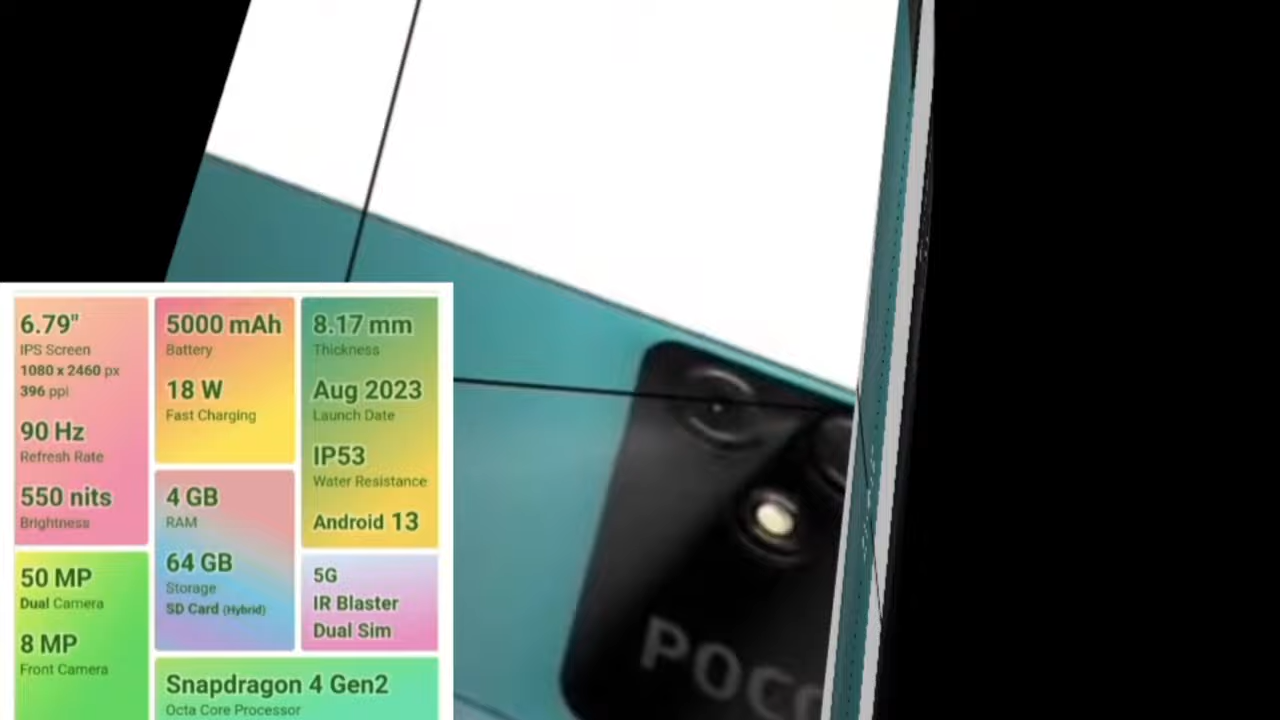 6.79"
IPS Screen
1080 x 2460 px
396 ppi
90 Hz
Refresh Rate
550 nits
Brightness
50 MP
Dual Camera
8 MP
Front Camera
5000 mAh
Battery
18 W
Fast Charging
4 GB
RAM
64 GB
Storage
SD Card (Hybrid)
8.17 mm
Thickness
Aug 2023
Launch Date
IP53
Water Resistance
Android 13
5G
IR Blaster
Dual Sim
Snapdragon 4 Gen2
Octa Core Processor
POCO